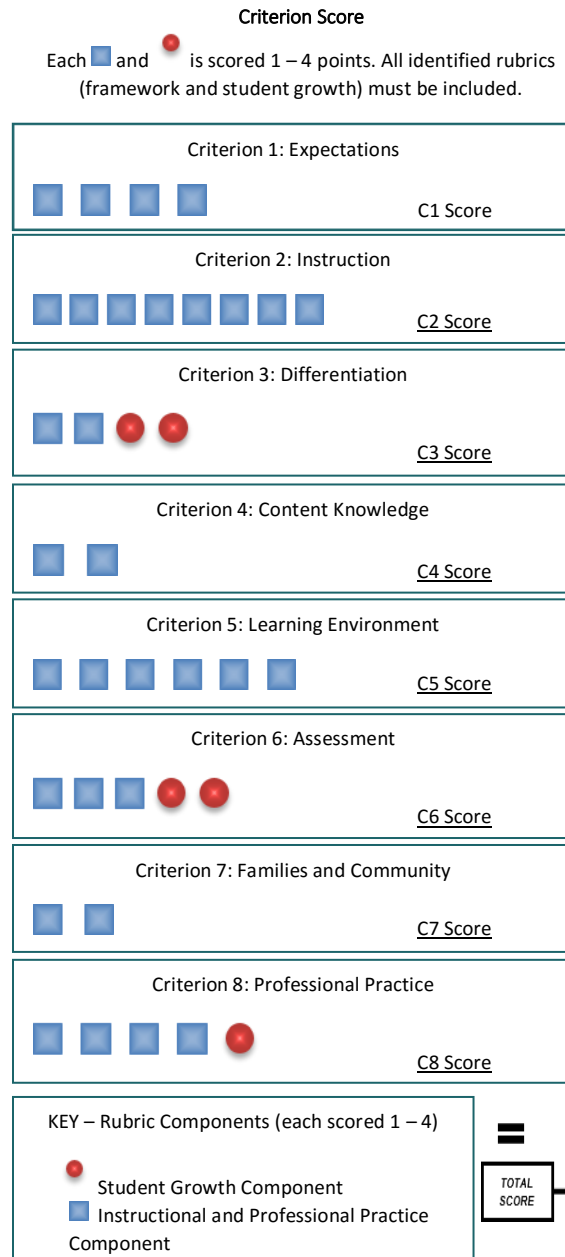 Criterion Score
Each and is scored 1 – 4 points. All identified rubrics
(framework and student growth) must be included.
Criterion 1: Expectations
C1 Score
Criterion 2: Instruction
C2 Score
Criterion 3: Differentiation
C3 Score
Criterion 4: Content Knowledge
C4 Score
Criterion 5: Learning Environment
C5 Score
Criterion 6: Assessment
C6 Score
Criterion 7: Families and Community
C7 Score
Criterion 8: Professional Practice
C8 Score
KEY – Rubric Components (each scored 1 – 4)
Student Growth Component
Instructional and Professional Practice
Component
=
TOTAL
SCORE